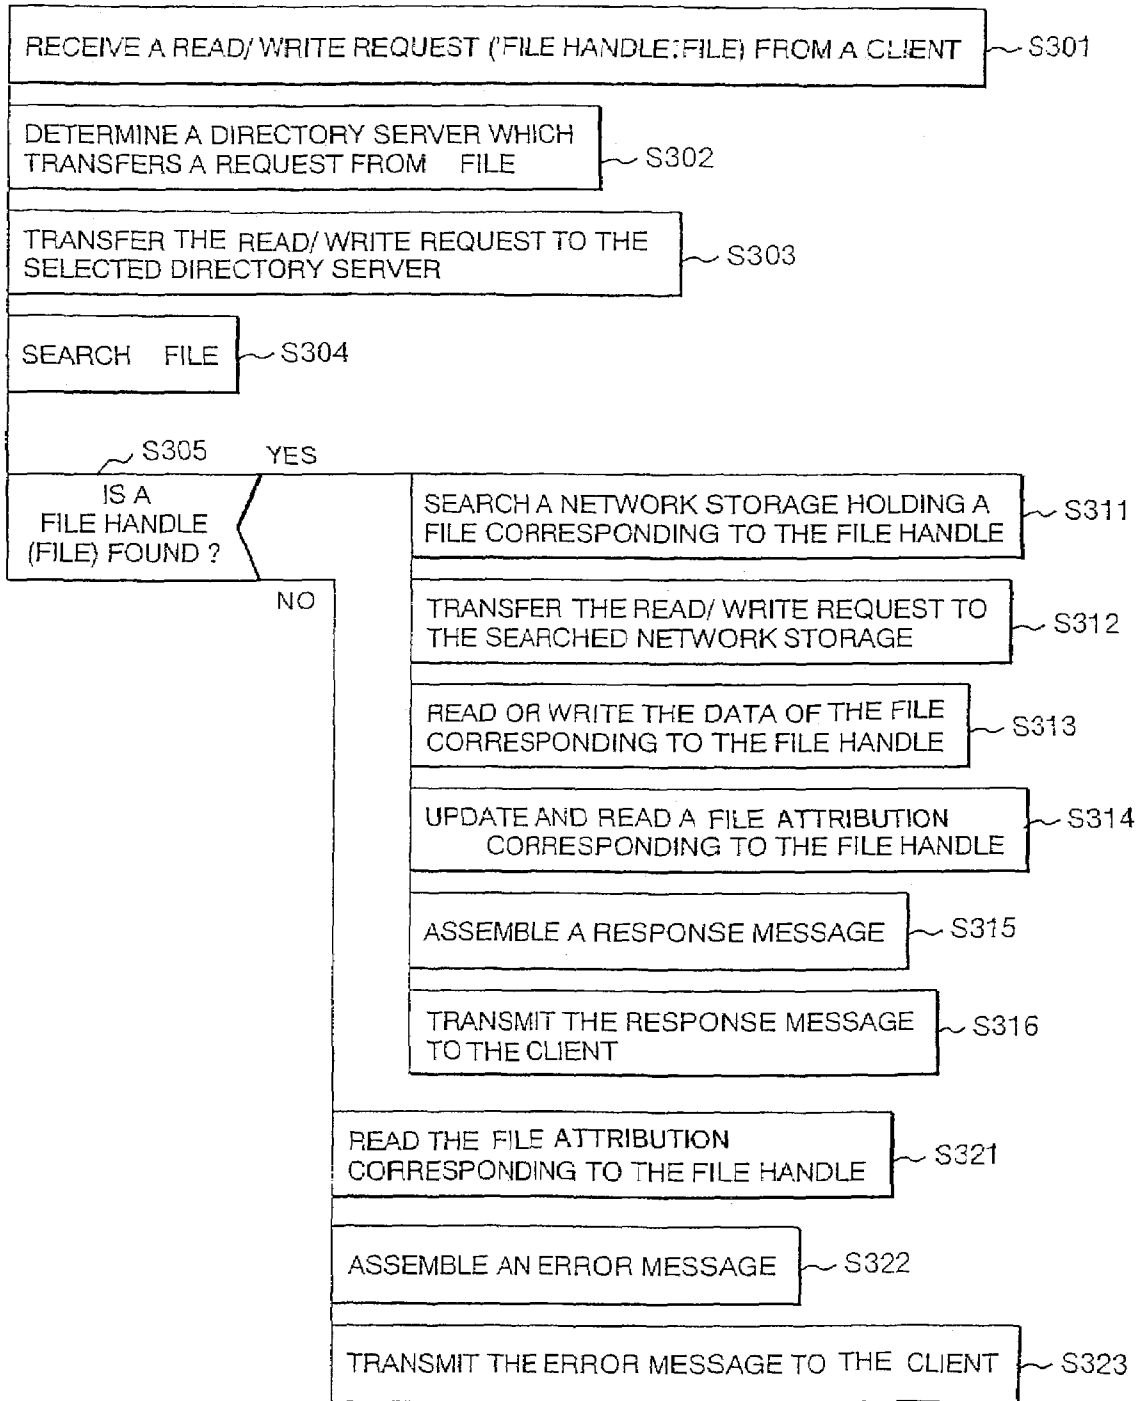 RECEIVE A READ/ WRITE REQUEST ('FILE HANDLE:FILE) FROM A CLIENT
S301
DETERMINE A DIRECTORY SERVER WHICH
TRANSFERS A REQUEST FROM FILE
S302
TRANSFER THE READ/ WRITE REQUEST TO THE
SELECTED DIRECTORY SERVER
S303
SEARCH FILE
S304
S305
YES
IS A
FILE HANDLE
(FILE) FOUND ?
NO
SEARCH A NETWORK STORAGE HOLDING A
FILE CORRESPONDING TO THE FILE HANDLE
S311
TRANSFER THE READ/ WRITE REQUEST TO
THE SEARCHED NETWORK STORAGE
S312
READ OR WRITE THE DATA OF THE FILE
CORRESPONDING TO THE FILE HANDLE
S313
UPDATE AND READ A FILE ATTRIBUTION
CORRESPONDING TO THE FILE HANDLE
S314
ASSEMBLE A RESPONSE MESSAGE
S315
TRANSMIT THE RESPONSE MESSAGE
TO THE CLIENT
S316
READ THE FILE ATTRIBUTION
CORRESPONDING TO THE FILE HANDLE
S321
ASSEMBLE AN ERROR MESSAGE
S322
TRANSMIT THE ERROR MESSAGE TO THE CLIENT
S323